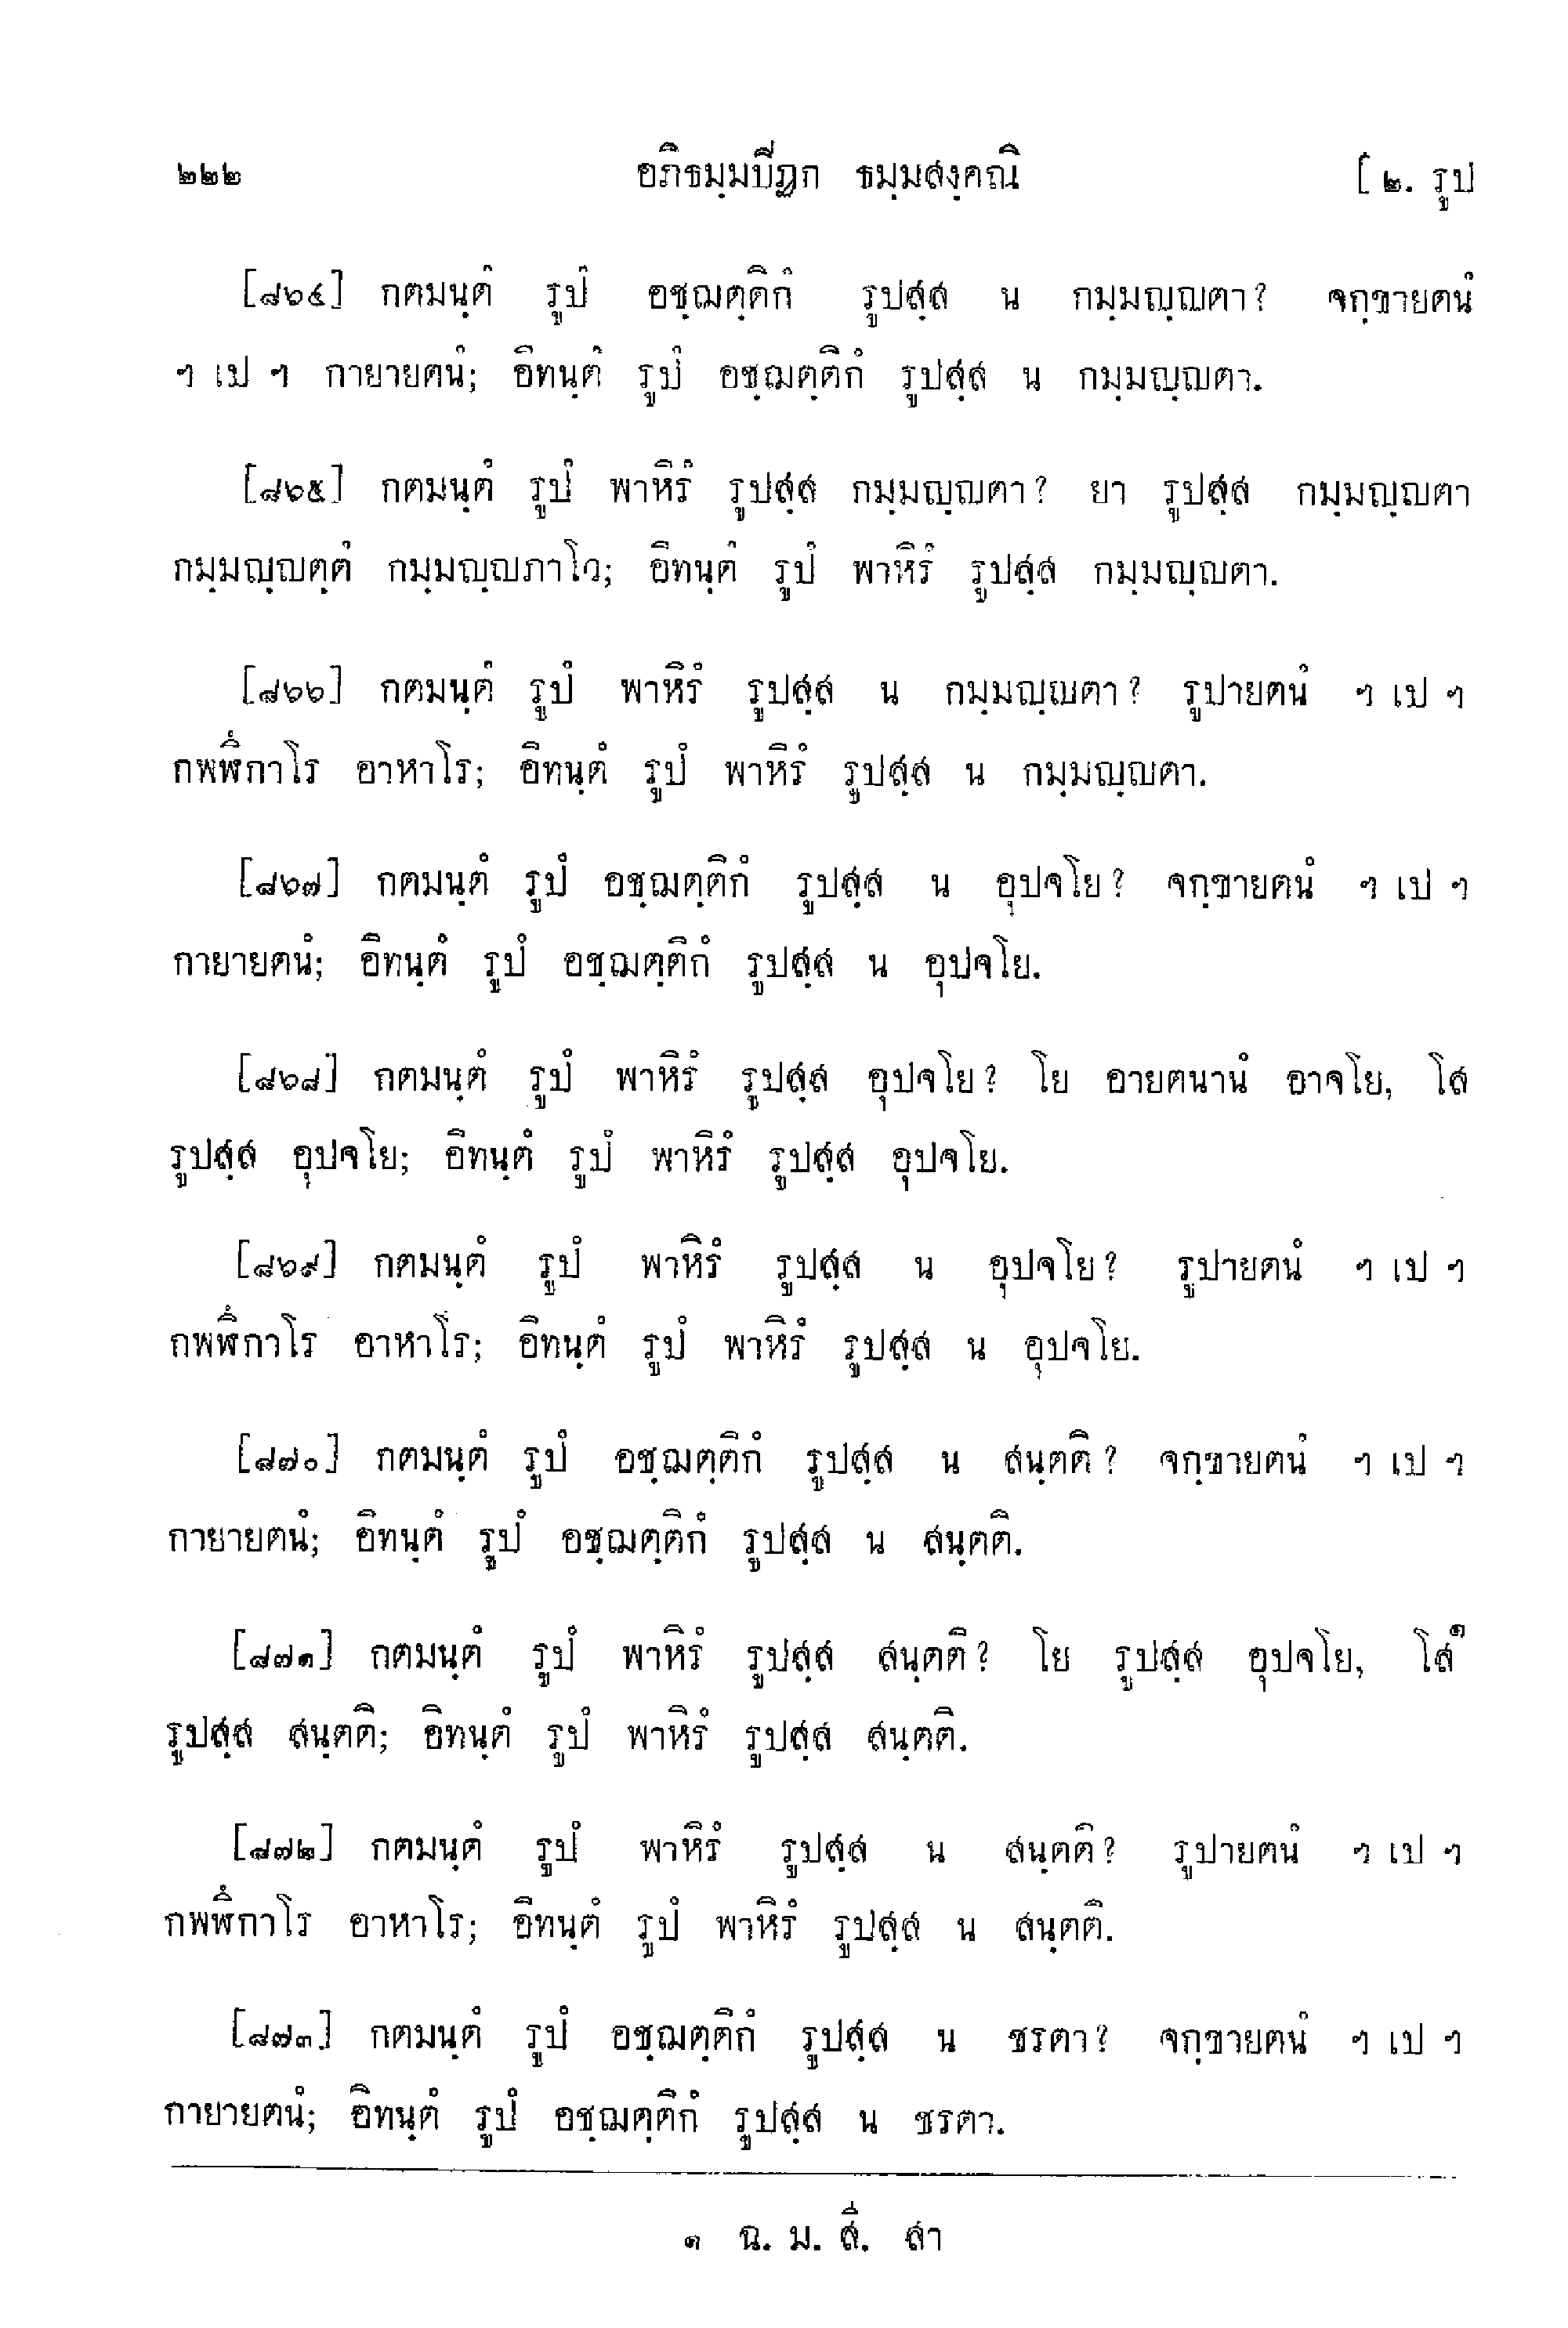 ๒๒๒ อภิธมฺมปีฏก ธมฺมสงฺคณิ [ ๒. รูป
[๘๖๔] กตมนฺตํ รูปํ อชฺฌตฺติกํ รูปสฺส น กมฺมญฺญตา? จกฺขายตนํ
ฯ เป ฯ กายายตนํ; อิทนฺตํ รูปํ อชฺฌตฺติกํ รูปสฺส น กมฺมญฺญตา.
[๘๖๕] กตมนฺตํ รูปํ พาหิรํ รูปสฺส กมฺมญฺญตา? ยา รูปสฺส กมฺมญฺญตา
กมฺมญฺญตฺตํ กมฺมญฺญภาโว; อิทนฺตํ รูปํ พาหิรํ รูปสฺส กมฺมญฺญตา.
[๘๖๖] กตมนฺตํ รูปํ พาหิรํ รูปสฺส น กมฺมญฺญตา? รูปายตนํ ฯ เป ฯ
กพฬิํกาโร อาหาโร; อิทนฺตํ รูปํ พาหิรํ รูปสฺส น กมฺมญฺญตา.
[๘๖๗] กตมนฺตํ รูปํ อชฺฌตฺติกํ รูปสฺส น อุปจโย? จกฺขายตนํ ฯ เป ฯ
กายายตนํ; อิทนฺตํ รูปํ อชฺฌตฺติกํ รูปสฺส น อุปจโย.
[๘๖๘] กตมนฺตํ รูปํ พาหิรํ รูปสฺส อุปจโย? โย อายตนานํ อาจโย, โส
รูปสฺส อุปจโย; อิทนฺตํ รูปํ พาหิรํ รูปสฺส อุปจโย.
[๘๖๙] กตมนฺตํ รูปํ พาหิรํ รูปสฺส น อุปจโย? รูปายตนํ ฯ เป ฯ
กพฬิํกาโร อาหาโร; อิทนฺตํ รูปํ พาหิรํ รูปสฺส น อุปจโย.
[๘๗๐] กตมนฺตํ รูปํ อชฺฌตฺติกํ รูปสฺส น สนฺตติ? จกฺขายตนํ ฯ เป ฯ
กายายตนํ; อิทนฺตํ รูปํ อชฺฌตฺติกํ รูปสฺส น สนฺตติ.
[๘๗๑] กตมนฺตํ รูปํ พาหิรํ รูปสฺส สนฺตติ? โย รูปสฺส อุปจโย, โส๑
รูปสฺส สนฺตติ; อิทนฺตํ รูปํ พาหิรํ รูปสฺส สนฺตติ.
[๘๗๒] กตมนฺตํ รูปํ พาหิรํ รูปสฺส น สนฺตติ? รูปายตนํ ฯ เป ฯ
กพฬิํกาโร อาหาโร; อิทนฺตํ รูปํ พาหิรํ รูปสฺส น สนฺตติ.
[๘๗๓] กตมนฺตํ รูปํ อชฺฌตฺติกํ รูปสฺส น ชรตา? จกฺขายตนํ ฯ เป ฯ
กายายตนํ; อิทนฺตํ รูปํ อชฺฌตฺติกํ รูปสฺส น ชรตา.
๑ ฉ. ม. สี. สา